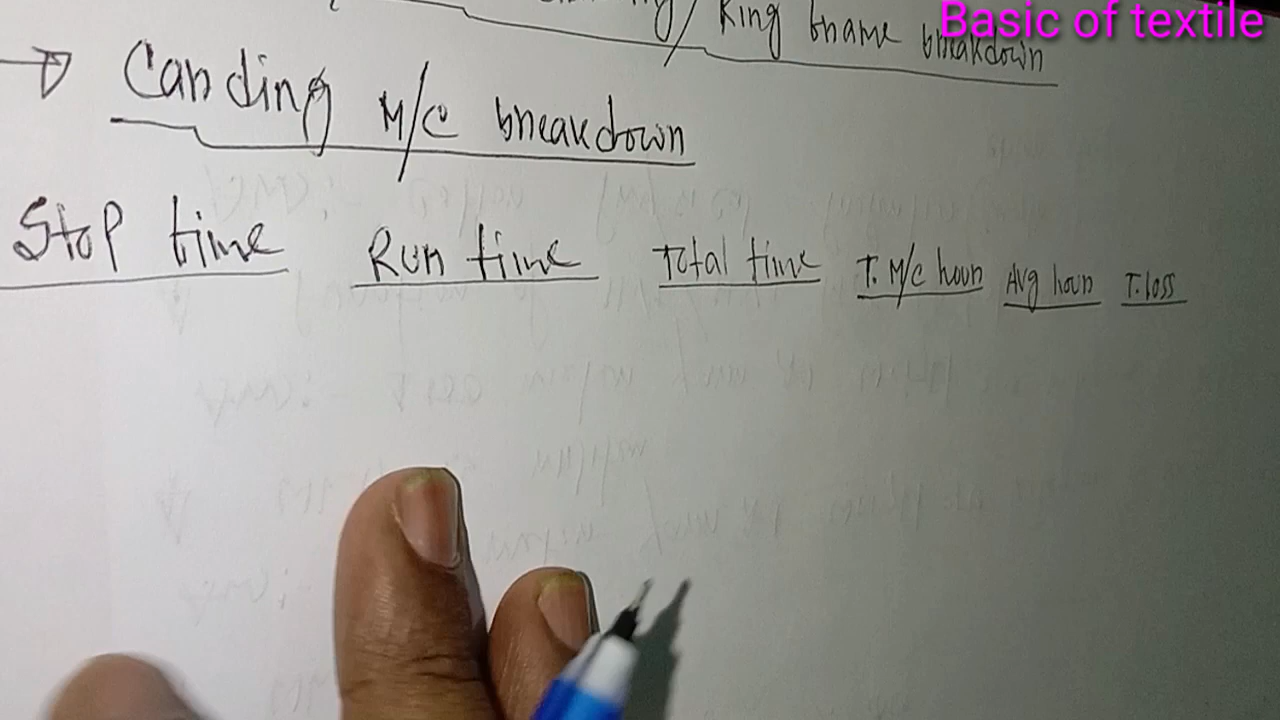 Basic of textile
/ Ring frame breakdown
→ Carding M/C breakdown
Stop time Run time Total time T. M/C hour Avg hour T. loss